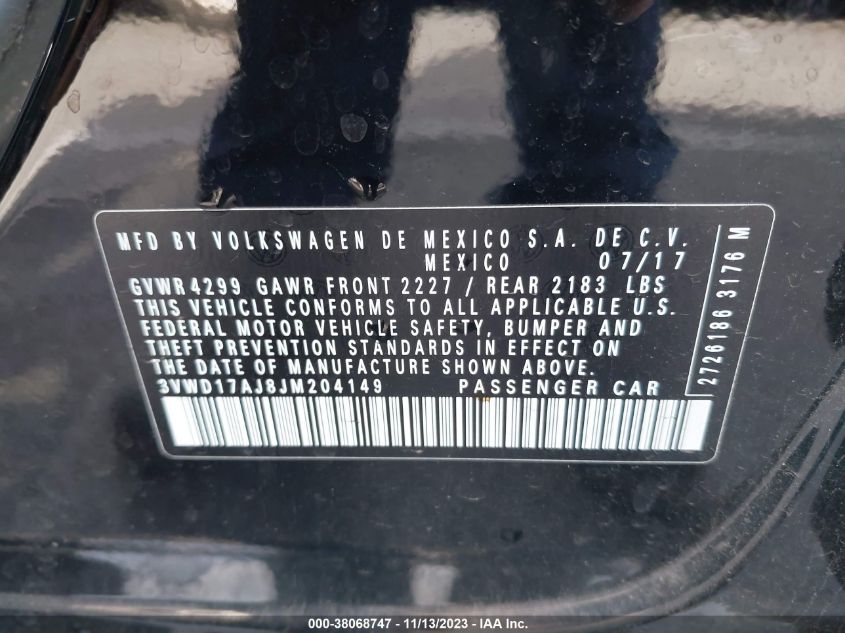 MFD BY VOLKSWAGEN DE MEXICO S.A. DE C.V.
MEXICO 07/17
GVWR 4299 GAWR FRONT 2227 / REAR 2183 LBS
THIS VEHICLE CONFORMS TO ALL APPLICABLE U.S.
FEDERAL MOTOR VEHICLE SAFETY, BUMPER AND
THEFT PREVENTION STANDARDS IN EFFECT ON
THE DATE OF MANUFACTURE SHOWN ABOVE.
3VWD17AJ8JM204149 PASSENGER CAR
2726186 3176 M
000-38068747 - 11/13/2023 - IAA Inc.